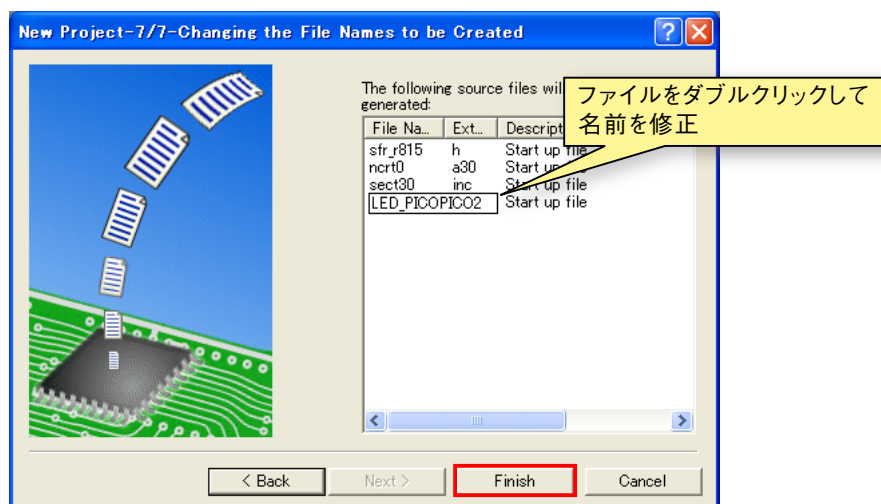 New Project-7/7-Changing the File Names to be Created
The following source files wil
generated:
ファイルをダブルクリックして
名前を修正
File Na... Ext... Descript
sfr_r815 h Start up file
ncrt0 a30 Start up file
sect30 inc Start up file
LED_PICOPICO2 Start up file
< Back Next > Finish Cancel